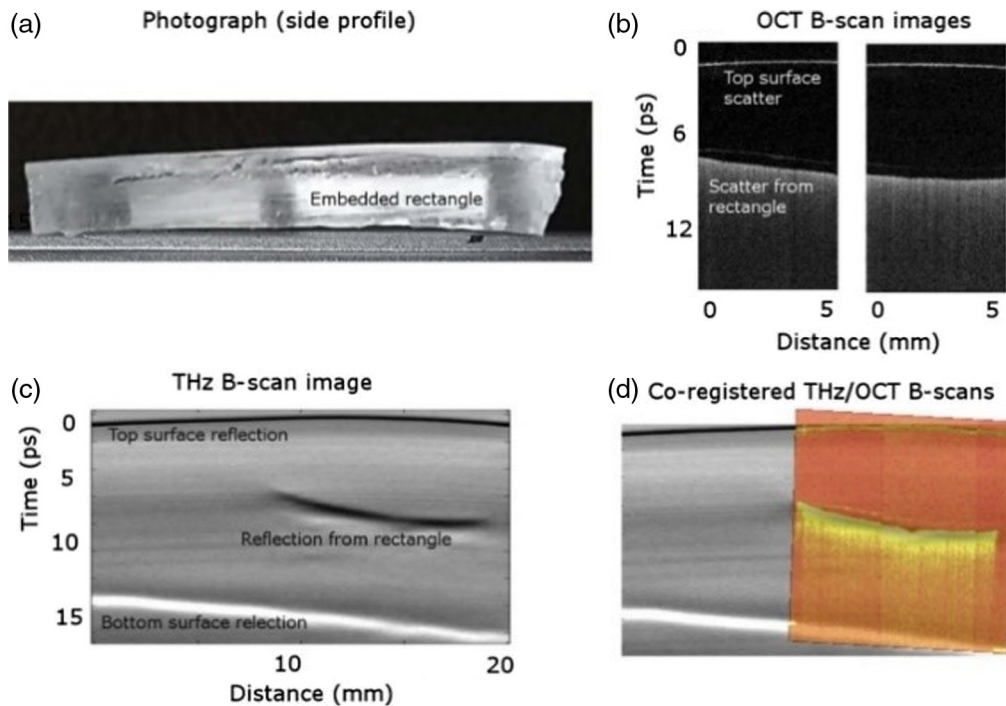 (a)
Photograph (side profile)
Embedded rectangle
(b)
OCT B-scan images
0
6
12
Time (ps)
Top surface
scatter
Scatter from
rectangle
0
5
0
5
Distance (mm)
(c)
THz B-scan image
0
5
10
15
Time (ps)
Top surface reflection
Reflection from rectangle
Bottom surface relection
10
20
Distance (mm)
(d)
Co-registered THz/OCT B-scans